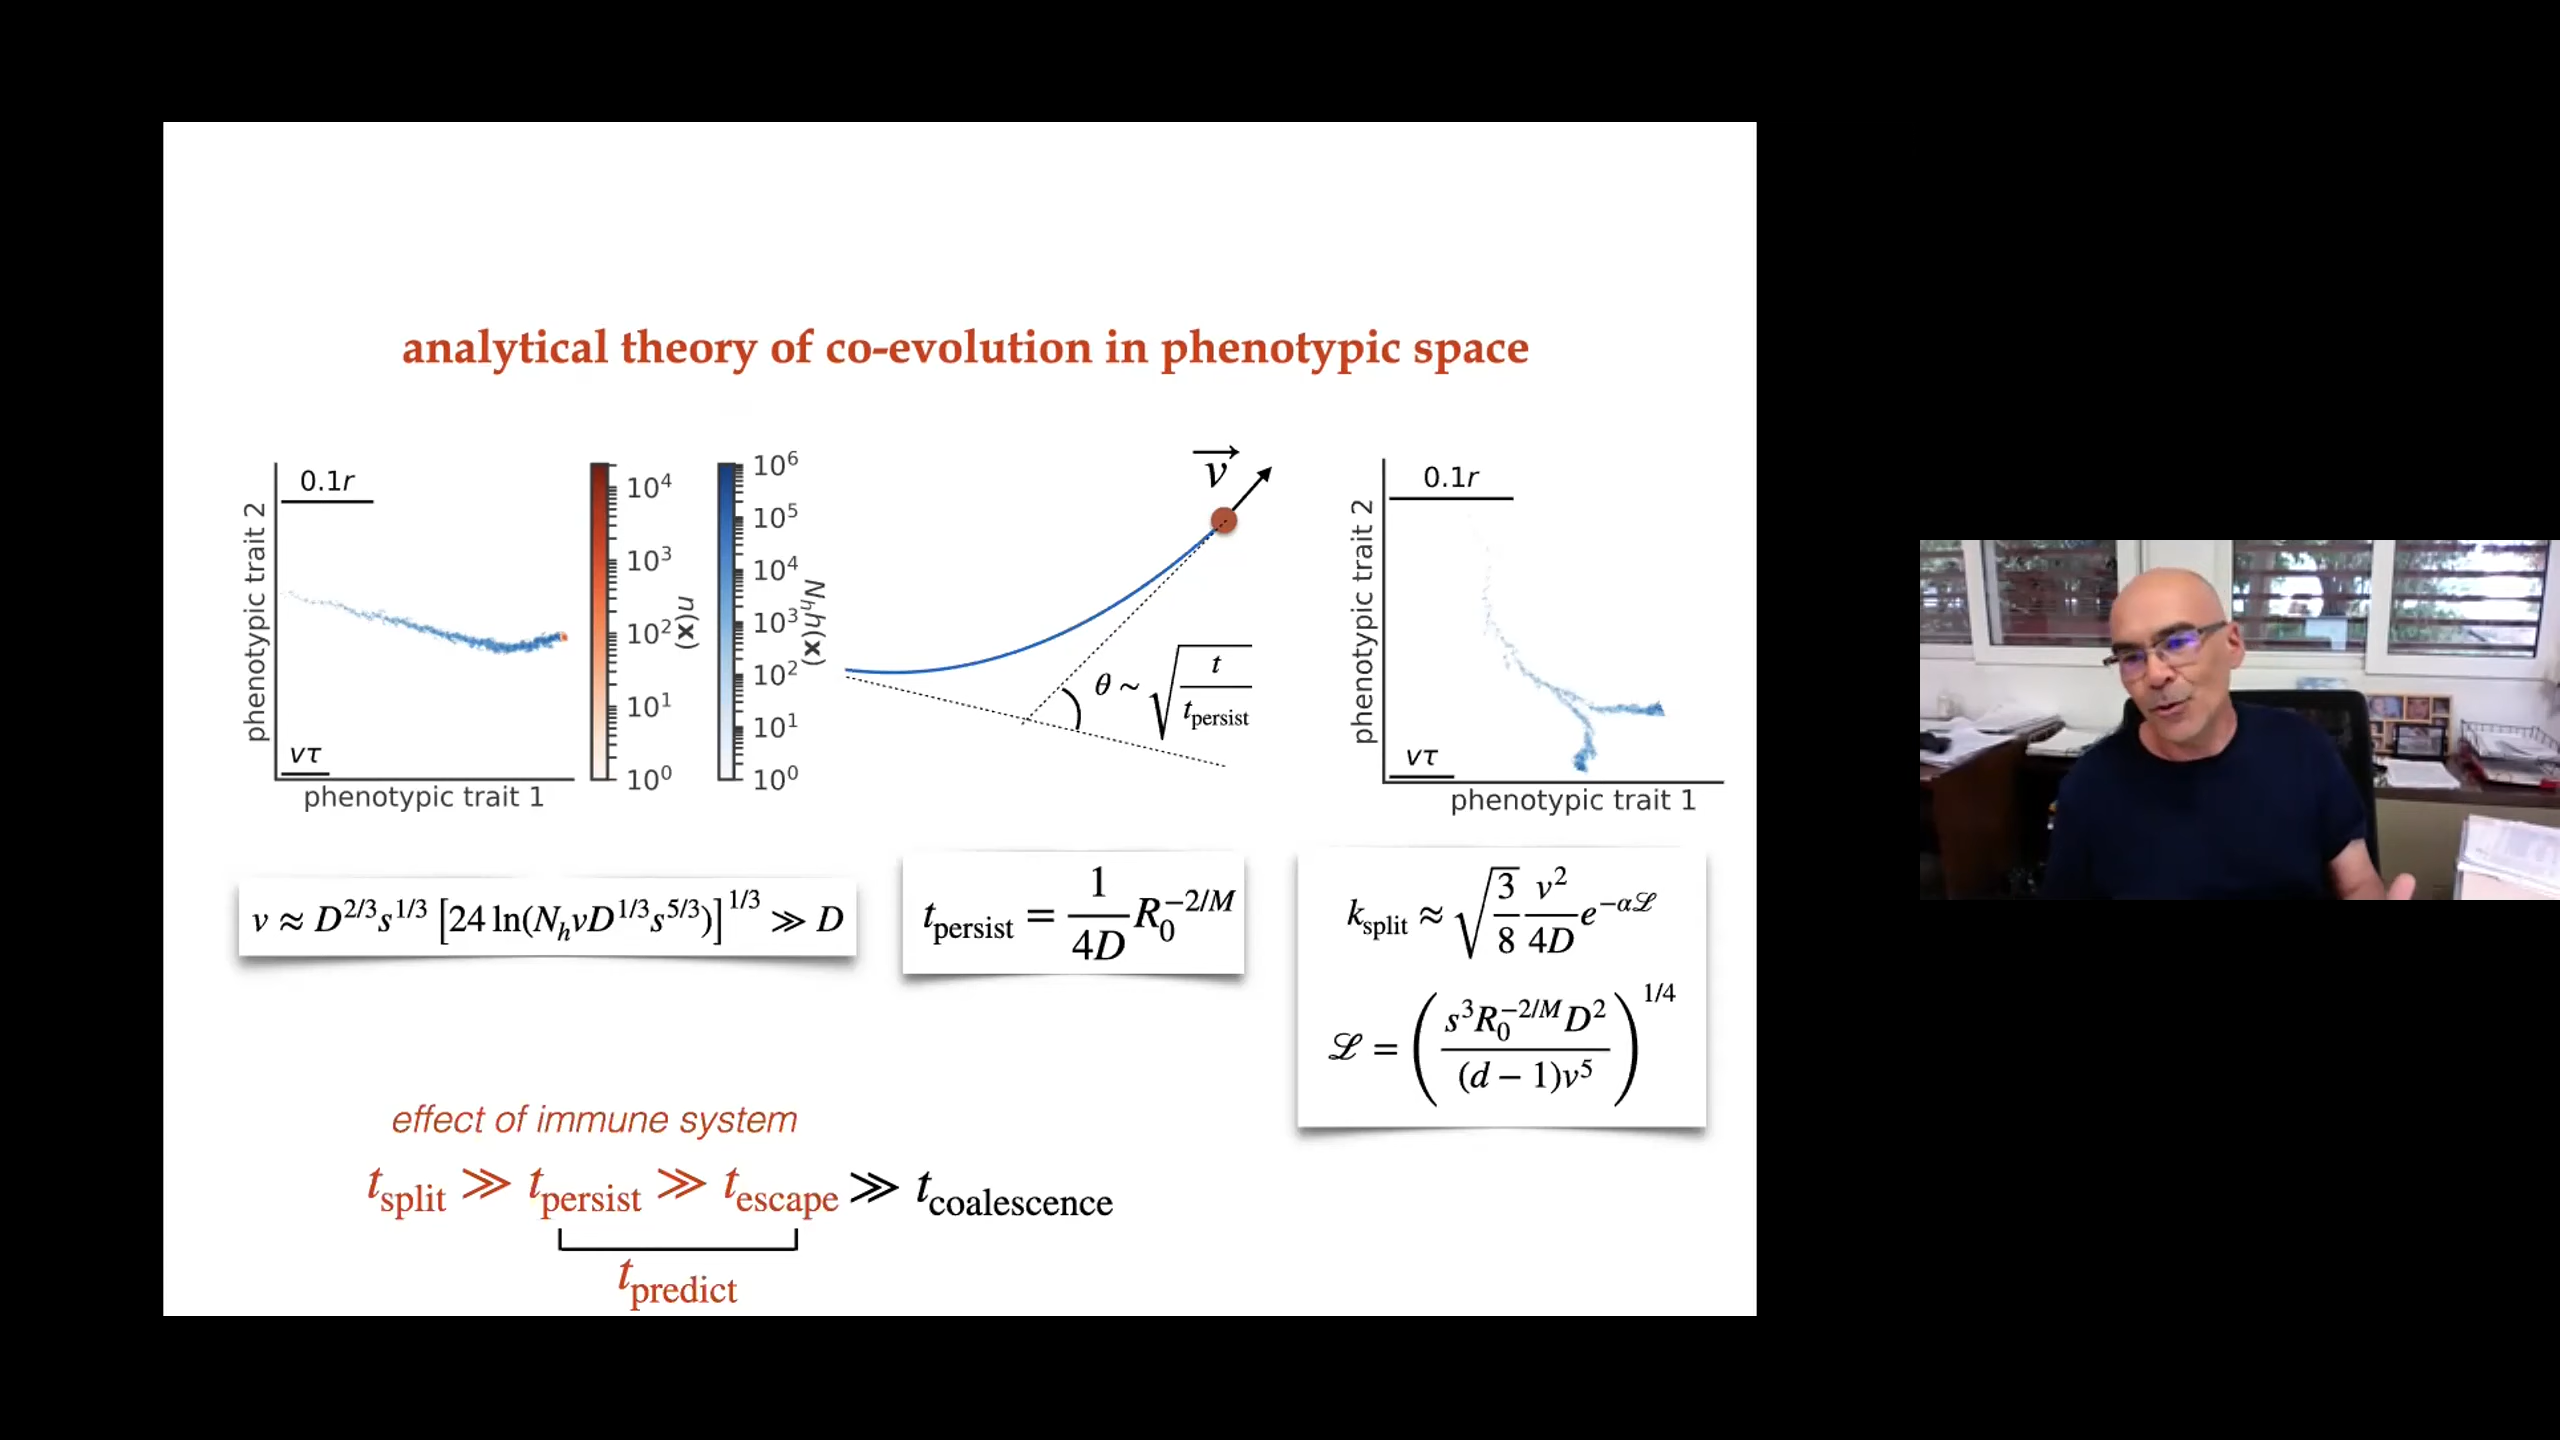 analytical theory of co-evolution in phenotypic space
0.1r
phenotypic trait 2
vτ
phenotypic trait 1
10⁴
10³
10²
10¹
10⁰
n(x)
10⁶
10⁵
10⁴
10³
10²
10¹
10⁰
Nₕh(x)
v⃗
θ ~ √(t / t_persist)
0.1r
phenotypic trait 2
vτ
phenotypic trait 1
v ≈ D^{2/3}s^{1/3} [24 ln(N_h vD^{1/3}s^{5/3})]^{1/3} ≫ D
t_persist = 1/(4D) R₀^{−2/M}
k_split ≈ √(3/8) v²/(4D) e^{−αℒ}
ℒ = (s³R₀^{−2/M}D² / (d − 1)v⁵)^{1/4}
effect of immune system
t_split ≫ t_persist ≫ t_escape ≫ t_coalescence
t_predict